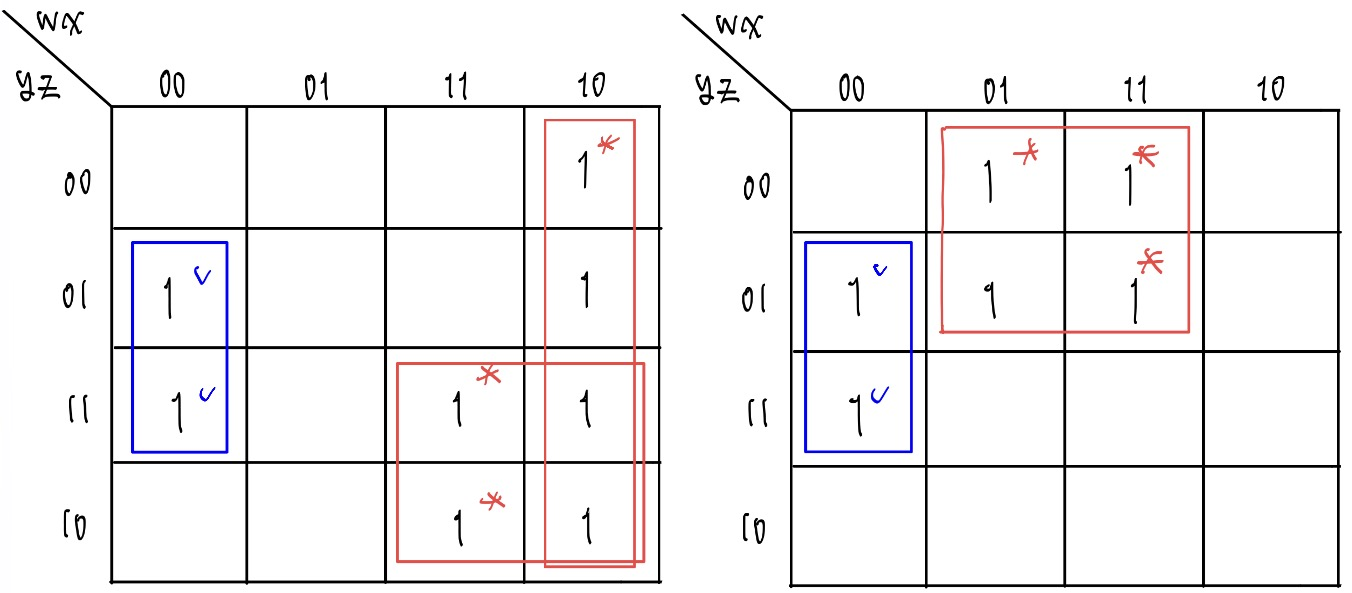 wx wx
yz 00 01 11 10 yz 00 01 11 10
00 1* 00 1* 1*
01 1✓ 1 01 1✓ 1 1*
11 1✓ 1* 1 11 1✓
10 1* 1 10